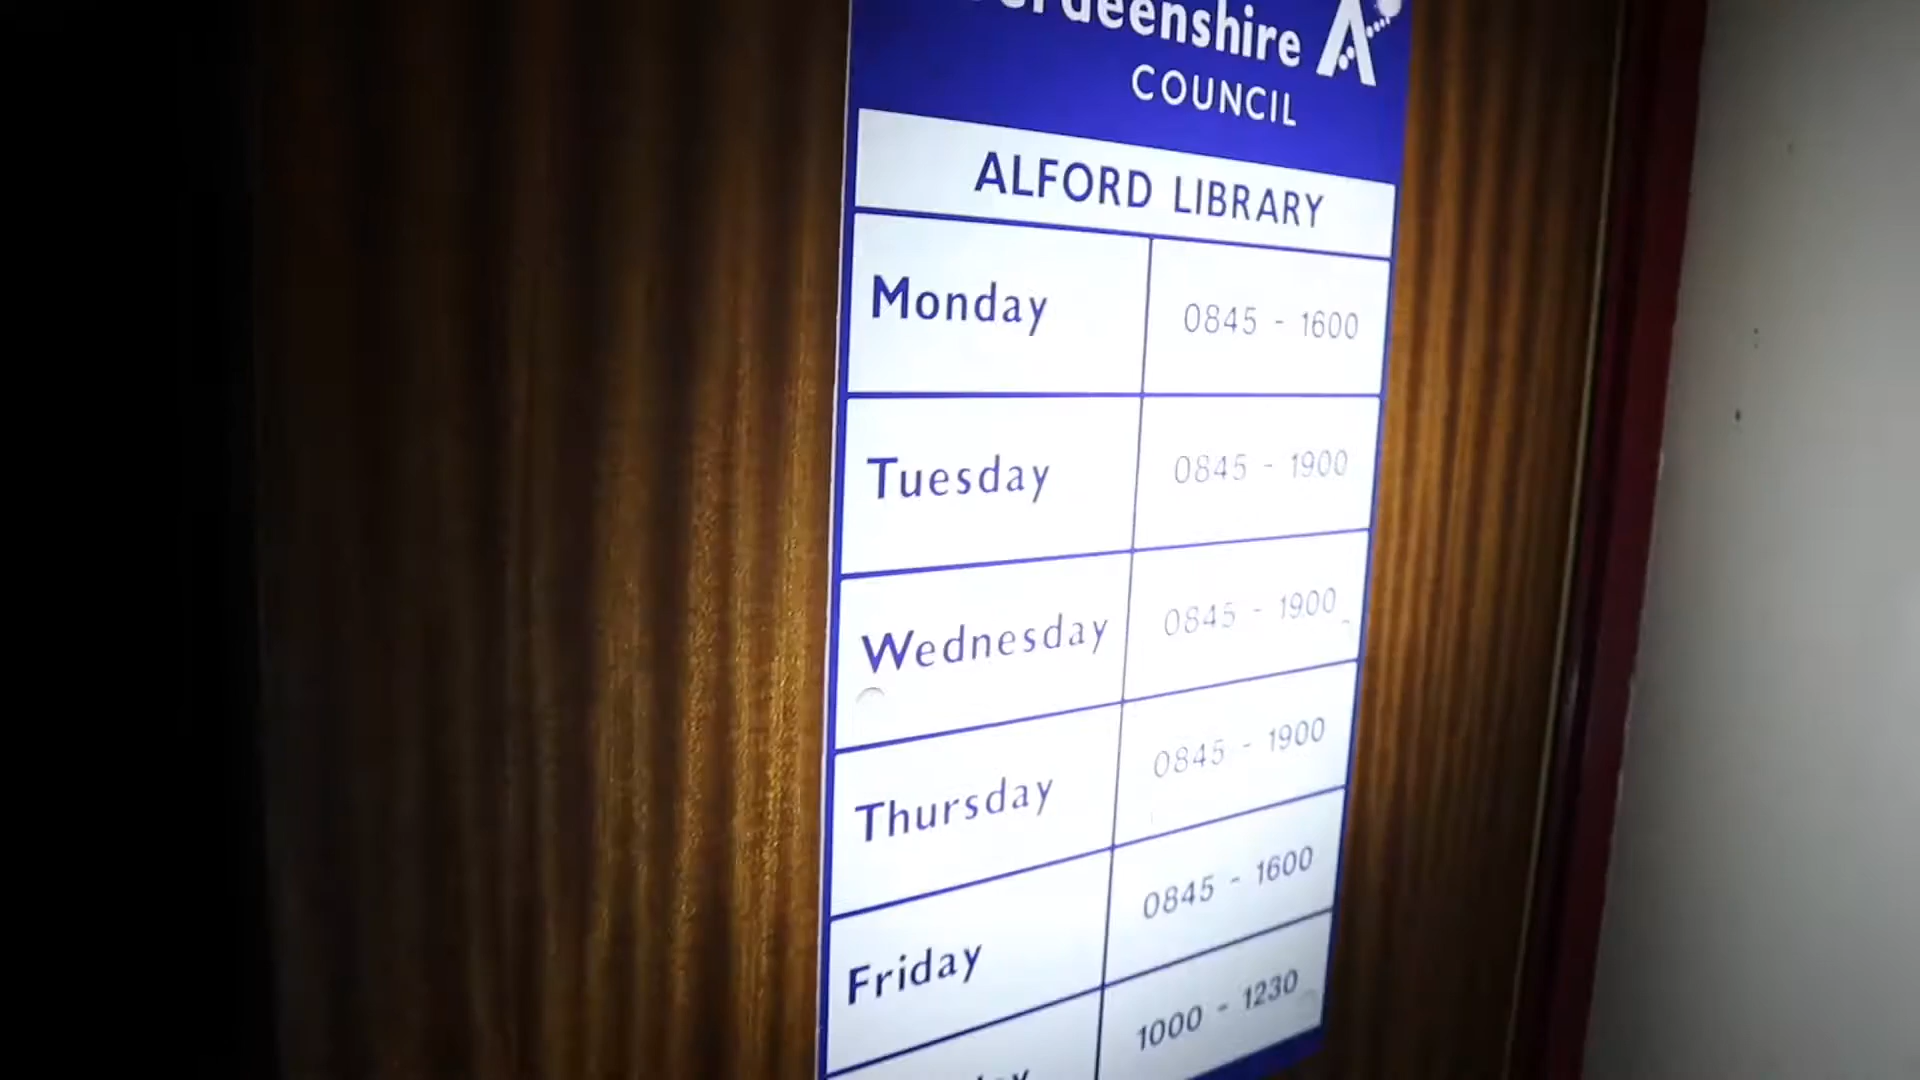 COUNCIL
ALFORD LIBRARY
Monday 0845 - 1600
Tuesday 0845 - 1900
Wednesday 0845 - 1900
Thursday 0845 - 1900
Friday 0845 - 1600
1000 - 1230